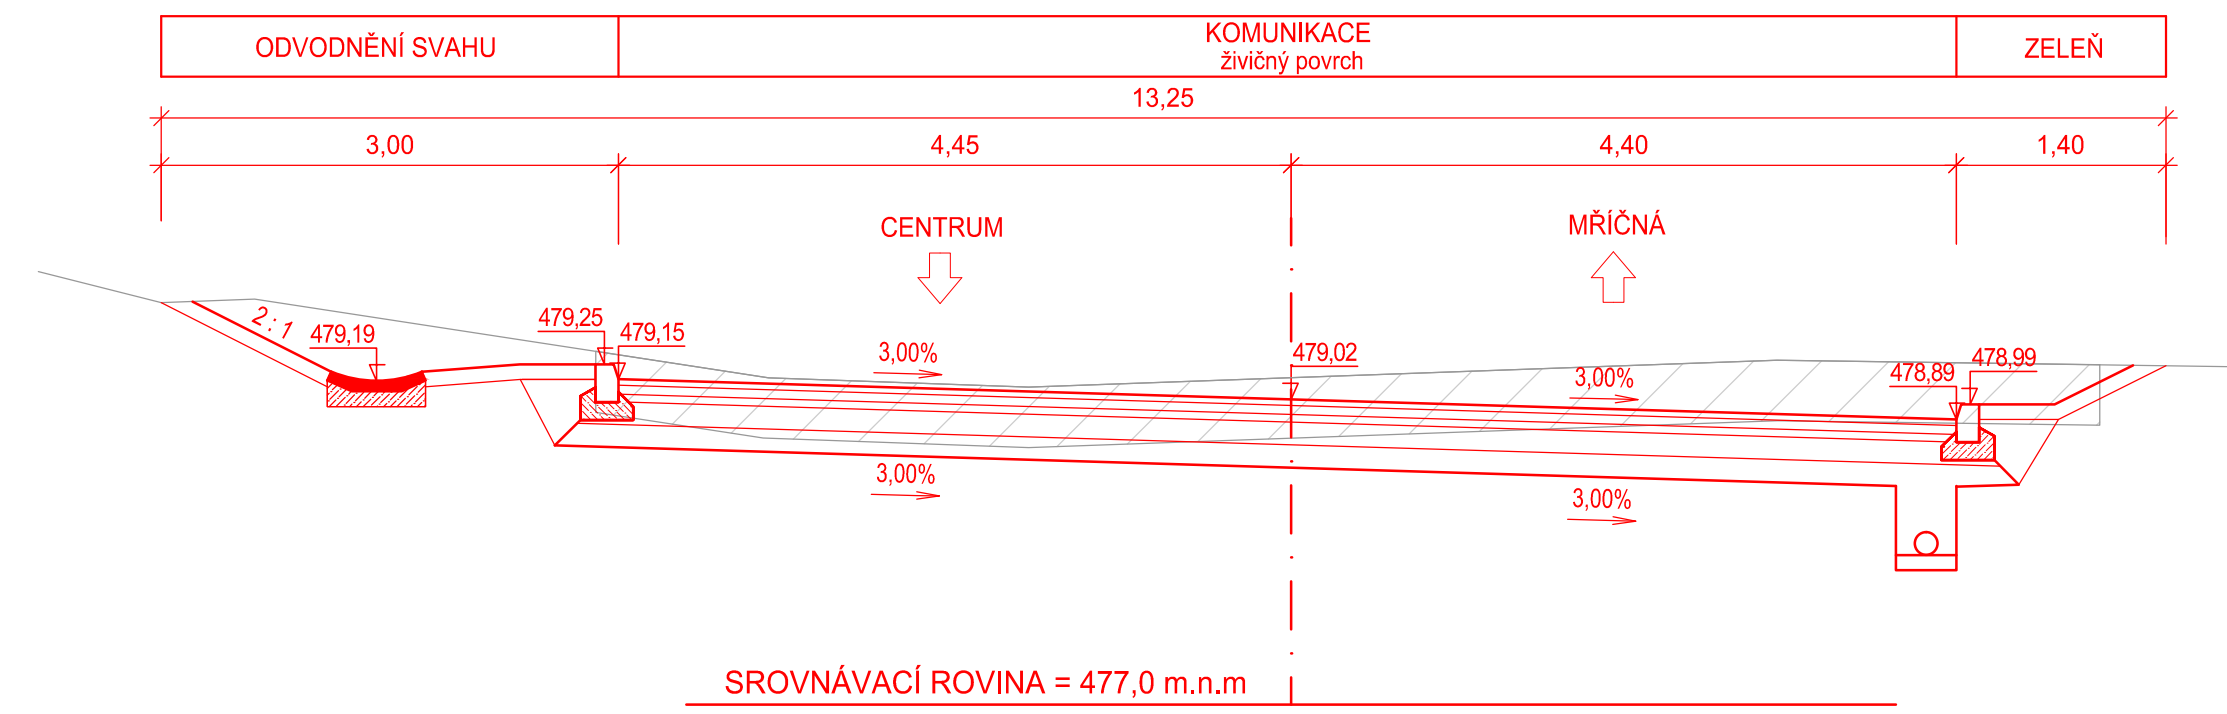 ODVODNĚNÍ SVAHU
KOMUNIKACE
živičný povrch
ZELEŇ
13,25
3,00
4,45
4,40
1,40
CENTRUM
MŘÍČNÁ
2:1
479,19
479,25
479,15
3,00%
479,02
3,00%
478,89
478,99
3,00%
3,00%
SROVNÁVACÍ ROVINA = 477,0 m.n.m